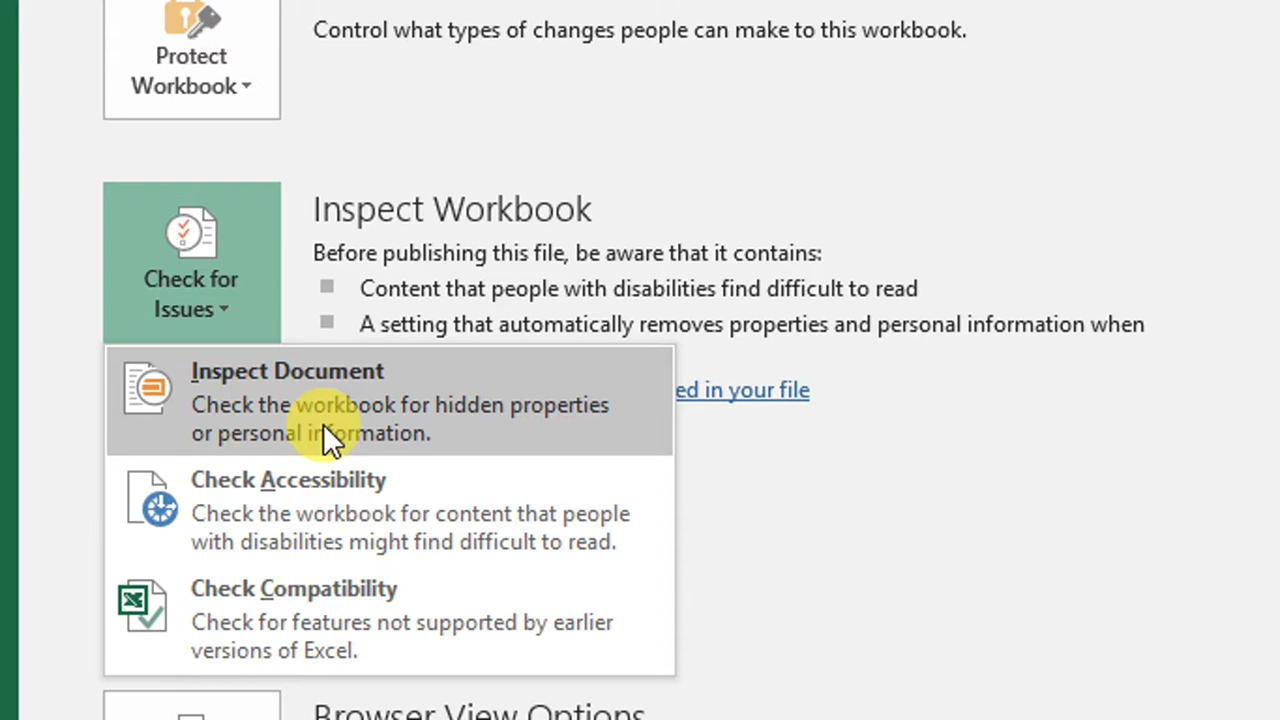 Control what types of changes people can make to this workbook.
Protect
Workbook
Inspect Workbook
Before publishing this file, be aware that it contains:
Content that people with disabilities find difficult to read
A setting that automatically removes properties and personal information when
ed in your file
Check for
Issues
Inspect Document
Check the workbook for hidden properties
or personal information.
Check Accessibility
Check the workbook for content that people
with disabilities might find difficult to read.
Check Compatibility
Check for features not supported by earlier
versions of Excel.
Browser View Options